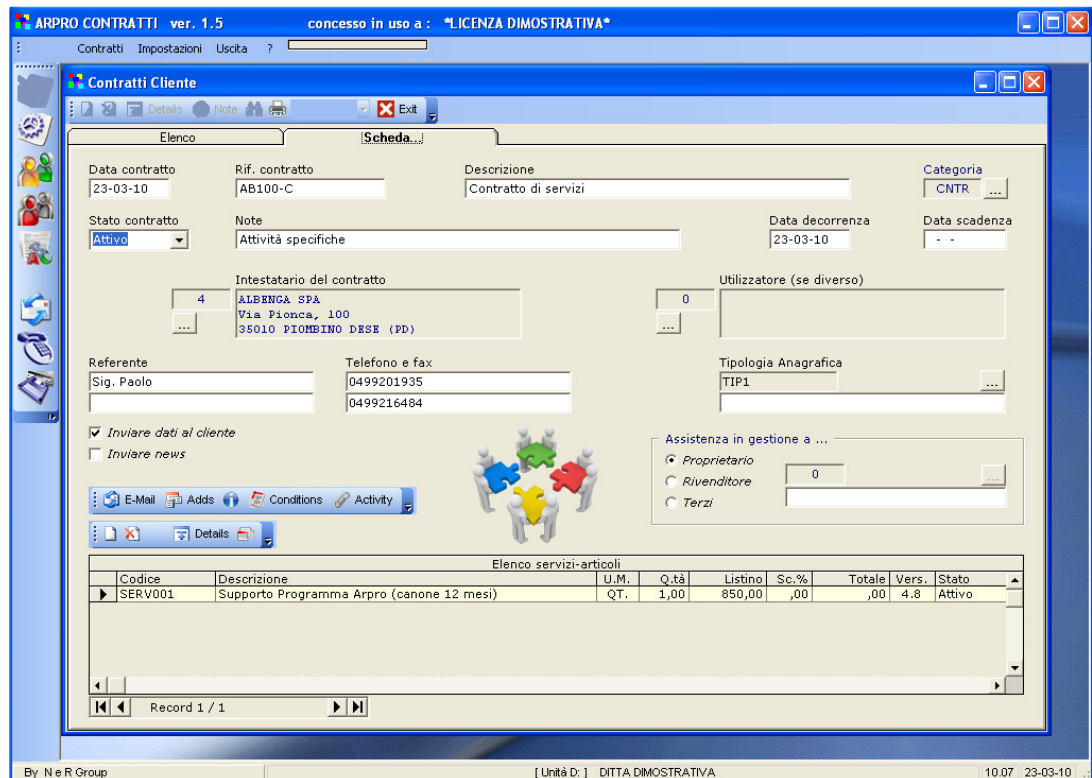 ARPRO CONTRATTI ver. 1.5 concesso in uso a : *LICENZA DIMOSTRATIVA*
Contratti Impostazioni Uscita ?
Contratti Cliente
Details Note Exit
Elenco Scheda...
Data contratto Rif. contratto Descrizione Categoria
23-03-10 AB100-C Contratto di servizi CNTR ...
Stato contratto Note Data decorrenza Data scadenza
Attivo Attività specifiche 23-03-10 - -
Intestatario del contratto Utilizzatore (se diverso)
4 ALBENGA SPA 0
Via Pionca, 100
... 35010 PIOMBINO DESE (PD) ...
Referente Telefono e fax Tipologia Anagrafica
Sig. Paolo 0499201935 TIP1 ...
0499216484
Inviare dati al cliente
Inviare news
Assistenza in gestione a ...
Proprietario 0 ...
Rivenditore
Terzi
E-Mail Adds Conditions Activity
Details
Elenco servizi-articoli
Codice Descrizione U.M. Q.tà Listino Sc.% Totale Vers. Stato
SERV001 Supporto Programma Arpro (canone 12 mesi) QT. 1,00 850,00 ,00 ,00 4.8 Attivo
Record 1 / 1
By N e R Group [ Unità D: ] DITTA DIMOSTRATIVA 10.07 23-03-10